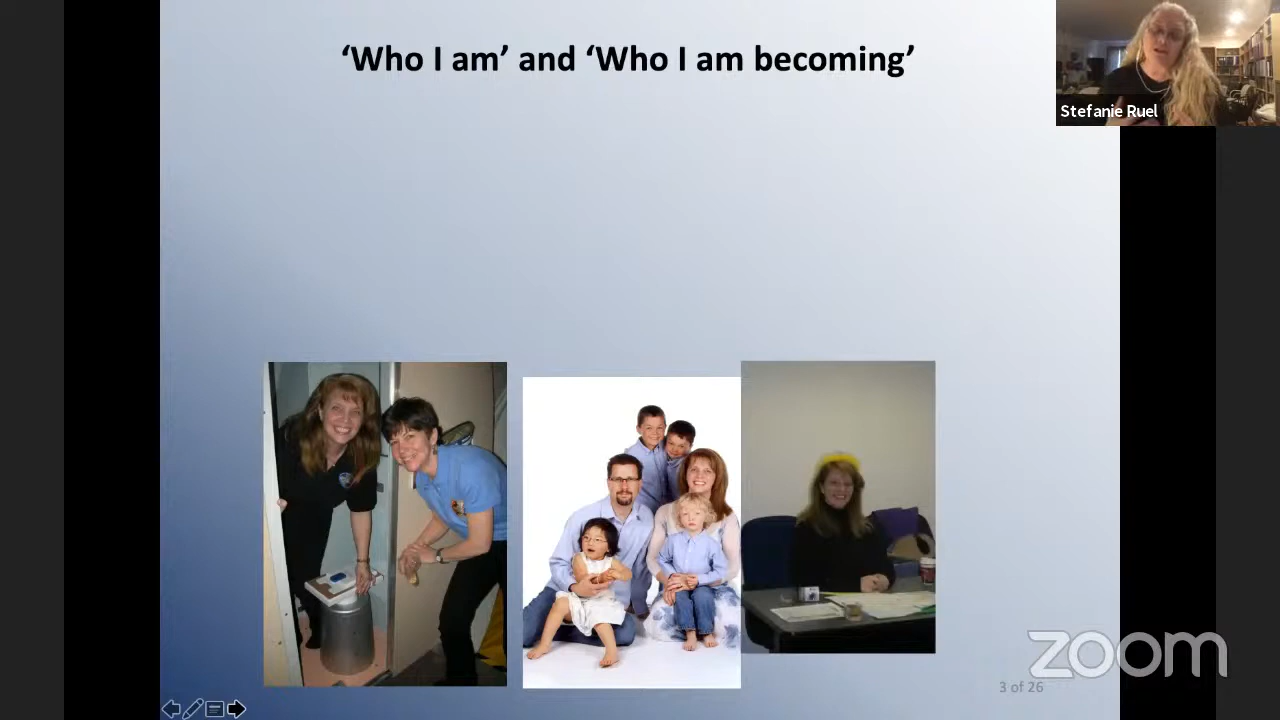 ‘Who I am’ and ‘Who I am becoming’
Stefanie Ruel
zoom
3 of 26